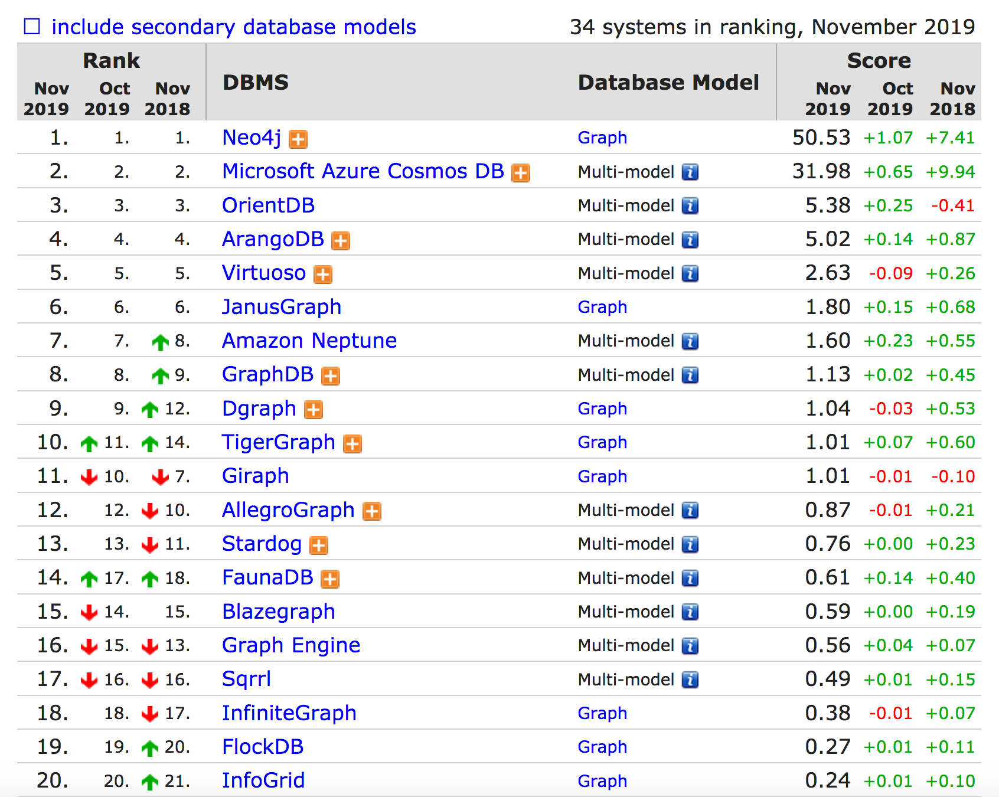 include secondary database models 34 systems in ranking, November 2019
Rank DBMS Database Model Score
Nov 2019 Oct 2019 Nov 2018 Nov 2019 Oct 2019 Nov 2018
1. 1. 1. Neo4j Graph 50.53 +1.07 +7.41
2. 2. 2. Microsoft Azure Cosmos DB Multi-model i 31.98 +0.65 +9.94
3. 3. 3. OrientDB Multi-model i 5.38 +0.25 -0.41
4. 4. 4. ArangoDB Multi-model i 5.02 +0.14 +0.87
5. 5. 5. Virtuoso Multi-model i 2.63 -0.09 +0.26
6. 6. 6. JanusGraph Graph 1.80 +0.15 +0.68
7. 7. 8. Amazon Neptune Multi-model i 1.60 +0.23 +0.55
8. 8. 9. GraphDB Multi-model i 1.13 +0.02 +0.45
9. 9. 12. Dgraph Graph 1.04 -0.03 +0.53
10. 11. 14. TigerGraph Graph 1.01 +0.07 +0.60
11. 10. 7. Giraph Graph 1.01 -0.01 -0.10
12. 12. 10. AllegroGraph Multi-model i 0.87 -0.01 +0.21
13. 13. 11. Stardog Multi-model i 0.76 +0.00 +0.23
14. 17. 18. FaunaDB Multi-model i 0.61 +0.14 +0.40
15. 14. 15. Blazegraph Multi-model i 0.59 +0.00 +0.19
16. 15. 13. Graph Engine Multi-model i 0.56 +0.04 +0.07
17. 16. 16. Sqrrl Multi-model i 0.49 +0.01 +0.15
18. 18. 17. InfiniteGraph Graph 0.38 -0.01 +0.07
19. 19. 20. FlockDB Graph 0.27 +0.01 +0.11
20. 20. 21. InfoGrid Graph 0.24 +0.01 +0.10